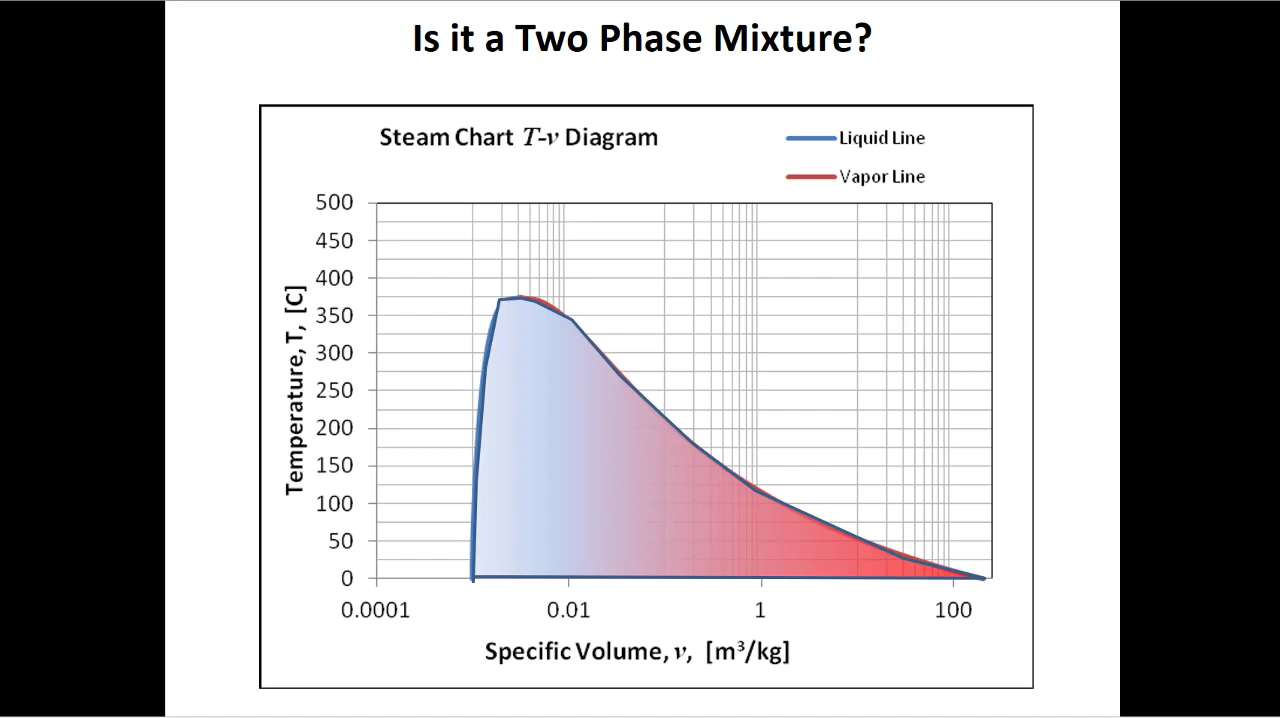 Is it a Two Phase Mixture?
Steam Chart T-v Diagram
Liquid Line
Vapor Line
500
450
400
350
300
250
200
150
100
50
0
Temperature, T, [C]
0.0001
0.01
1
100
Specific Volume, v, [m³/kg]